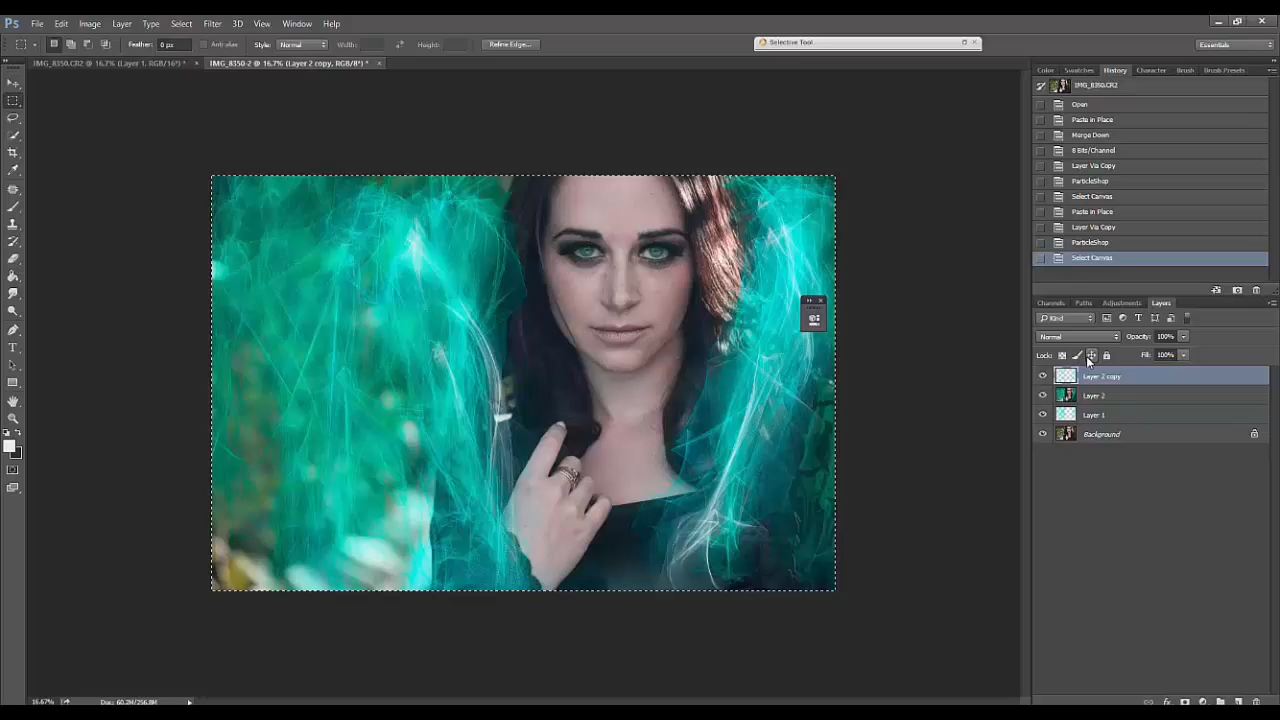 Ps File Edit Image Layer Type Select Filter 3D View Window Help
Feather: 0 px Anti-alias Style: Normal Width: Height: Refine Edge... Selective Tool Essentials
IMG_8350.CR2 @ 16.7% (Layer 1, RGB/16*) * × IMG_8350-2 @ 16.7% (Layer 2 copy, RGB/8*) * ×
Color Swatches History Character Brush Brush Presets
IMG_8350.CR2
Open
Paste in Place
Merge Down
8 Bits/Channel
Layer Via Copy
ParticleShop
Select Canvas
Paste in Place
Layer Via Copy
ParticleShop
Select Canvas
Channels Paths Adjustments Layers
Kind
Normal Opacity: 100%
Lock: Fill: 100%
Layer 2 copy
Layer 2
Layer 1
Background
16.67% Doc: 60.2M/256.8M